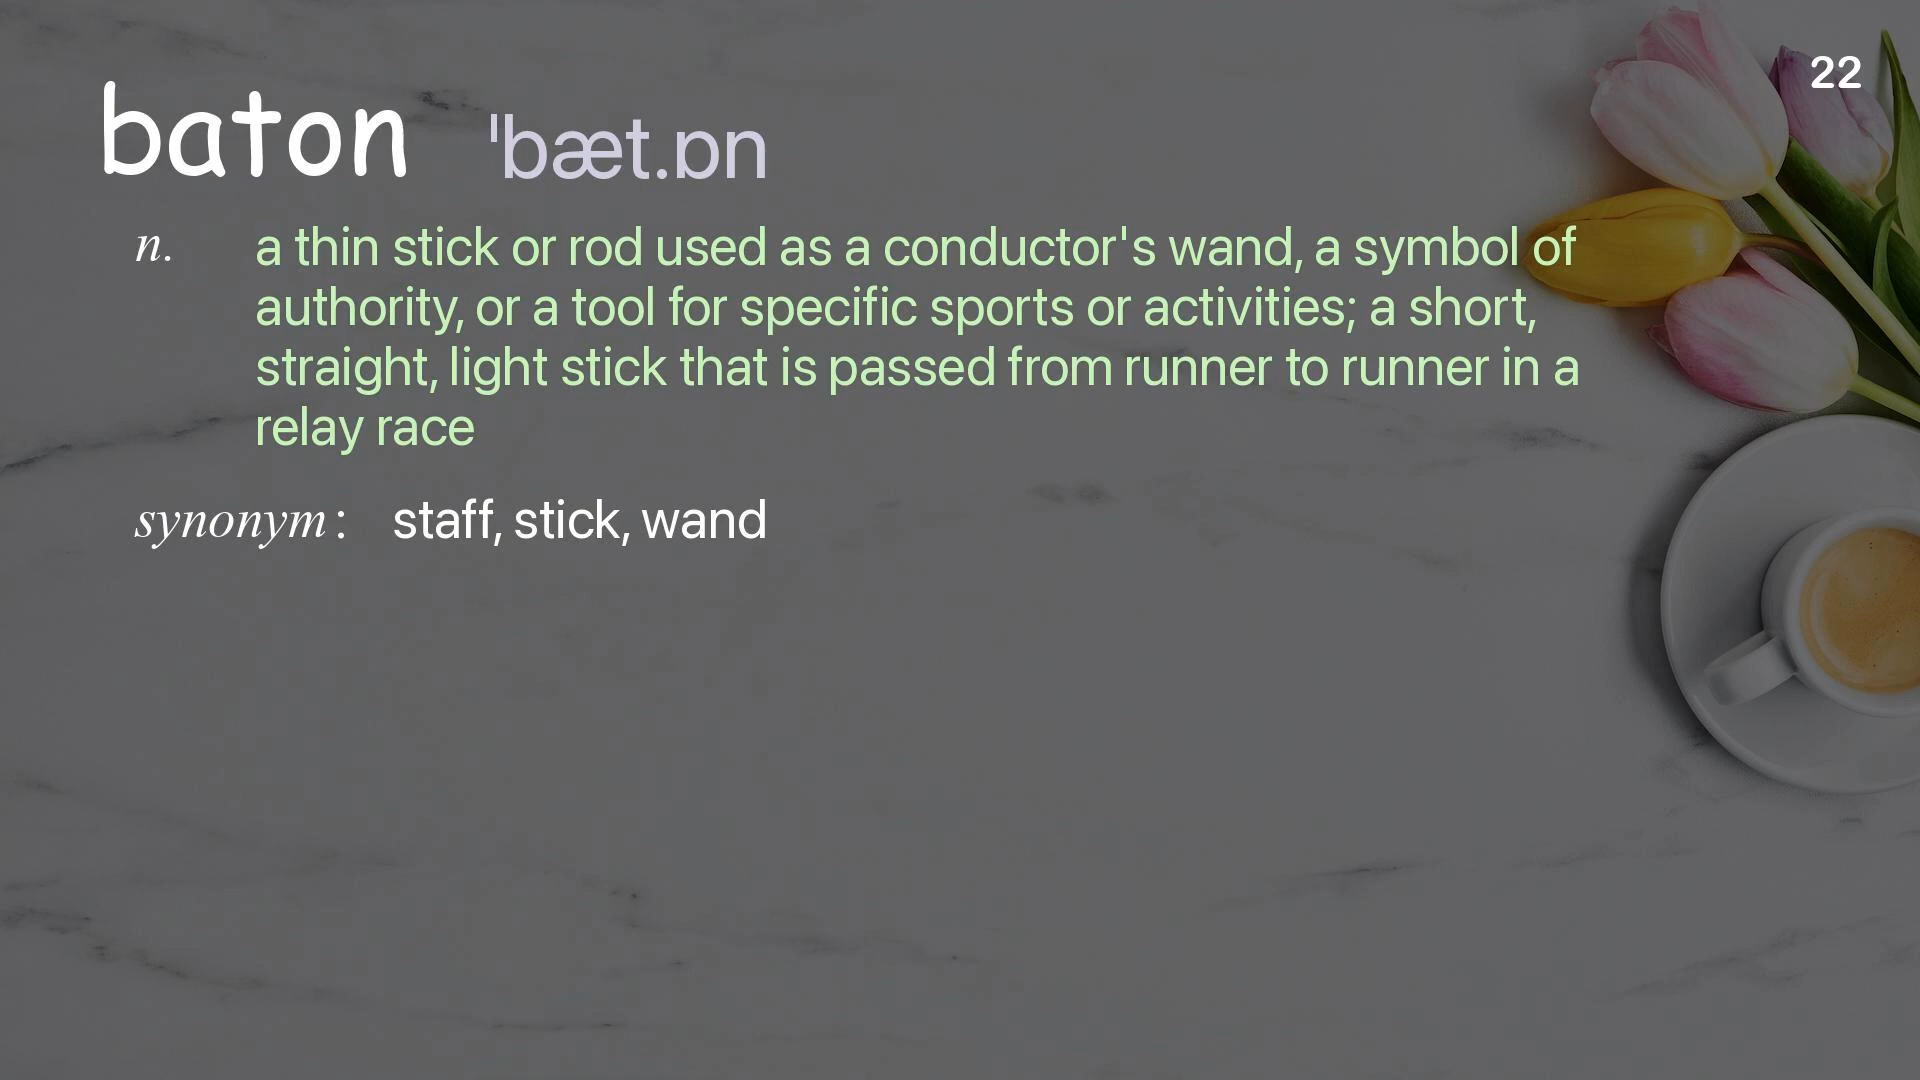 22
baton ˈbæt.ɒn
n. a thin stick or rod used as a conductor's wand, a symbol of
authority, or a tool for specific sports or activities; a short,
straight, light stick that is passed from runner to runner in a
relay race
synonym: staff, stick, wand